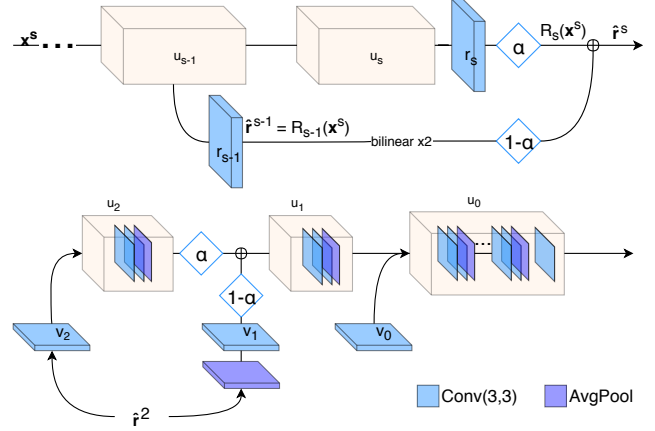 x^s ... u_{s-1} u_s r_s α R_s(x^s) r̂^s
r_{s-1} r̂^{s-1} = R_{s-1}(x^s) bilinear x2 1-α
u_2 u_1 u_0
α ...
1-α
v_2 v_1 v_0
r̂^2
Conv(3,3) AvgPool